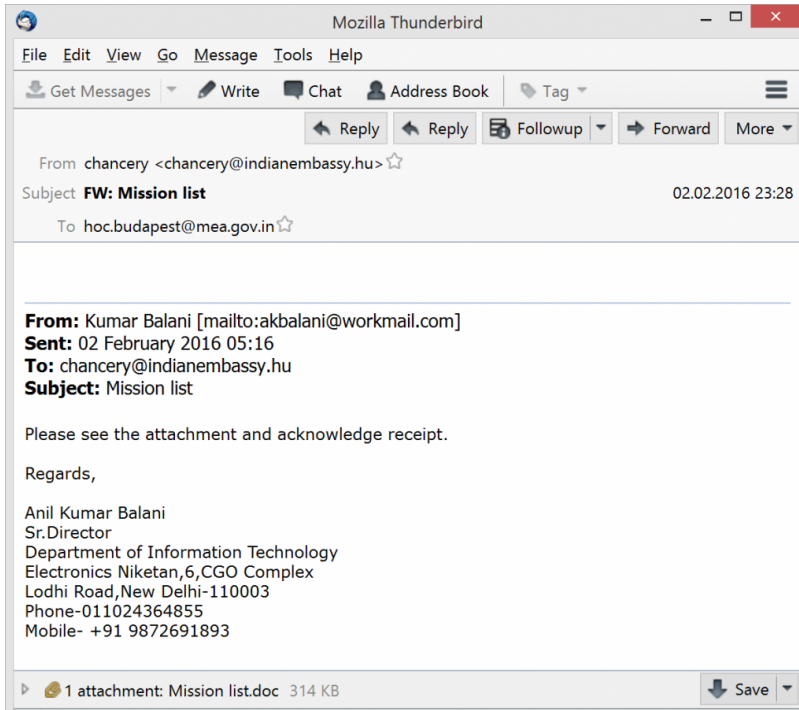 Mozilla Thunderbird
File Edit View Go Message Tools Help
Get Messages Write Chat Address Book Tag
Reply Reply Followup Forward More
From chancery <chancery@indianembassy.hu>
Subject FW: Mission list 02.02.2016 23:28
To hoc.budapest@mea.gov.in
From: Kumar Balani [mailto:akbalani@workmail.com]
Sent: 02 February 2016 05:16
To: chancery@indianembassy.hu
Subject: Mission list
Please see the attachment and acknowledge receipt.
Regards,
Anil Kumar Balani
Sr.Director
Department of Information Technology
Electronics Niketan,6,CGO Complex
Lodhi Road,New Delhi-110003
Phone-011024364855
Mobile- +91 9872691893
1 attachment: Mission list.doc 314 KB Save